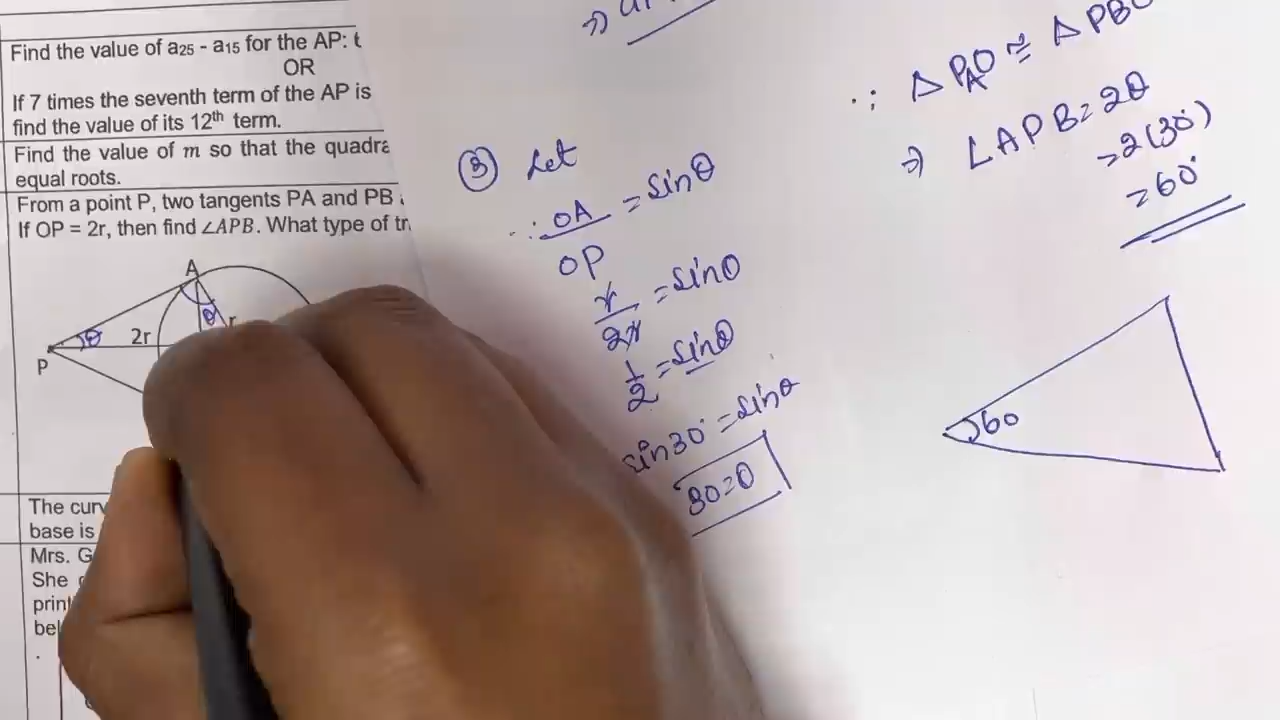 Find the value of a25 - a15 for the AP: t
OR
If 7 times the seventh term of the AP is
find the value of its 12th term.
Find the value of m so that the quadra
equal roots.
From a point P, two tangents PA and PB
If OP = 2r, then find ∠APB. What type of tr
A
θ
θ
2r
r
P
The curv
base is
Mrs. G
She
print
bel
③ Let
∴ OA/OP = sinθ
r/2r = sinθ
1/2 = sinθ
sin30° = sinθ
30=θ
∴ △PAO ≅ △PBO
⇒ ∠APB = 2θ
= 2(30°)
= 60°
60